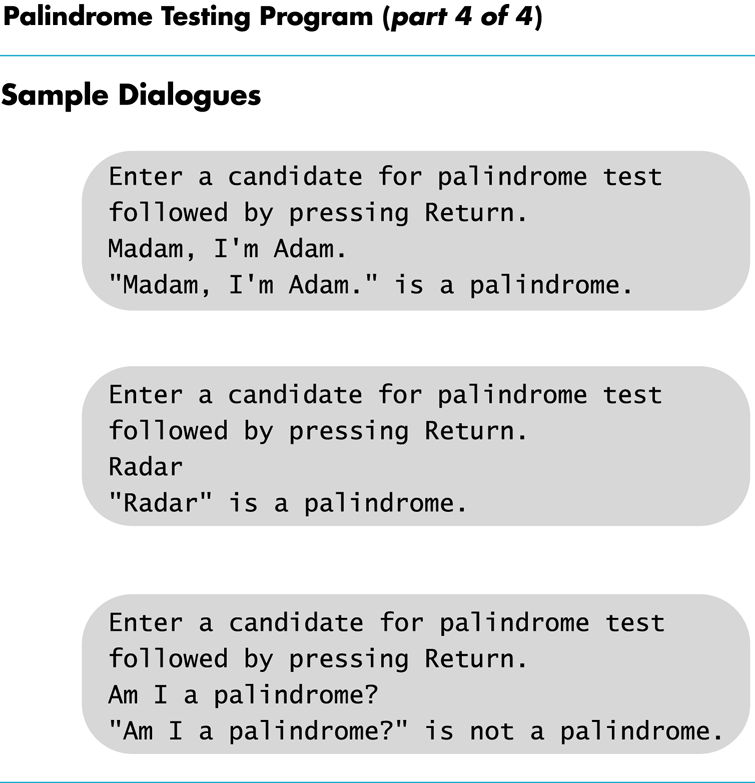 Palindrome Testing Program (part 4 of 4)
Sample Dialogues
Enter a candidate for palindrome test
followed by pressing Return.
Madam, I'm Adam.
"Madam, I'm Adam." is a palindrome.
Enter a candidate for palindrome test
followed by pressing Return.
Radar
"Radar" is a palindrome.
Enter a candidate for palindrome test
followed by pressing Return.
Am I a palindrome?
"Am I a palindrome?" is not a palindrome.